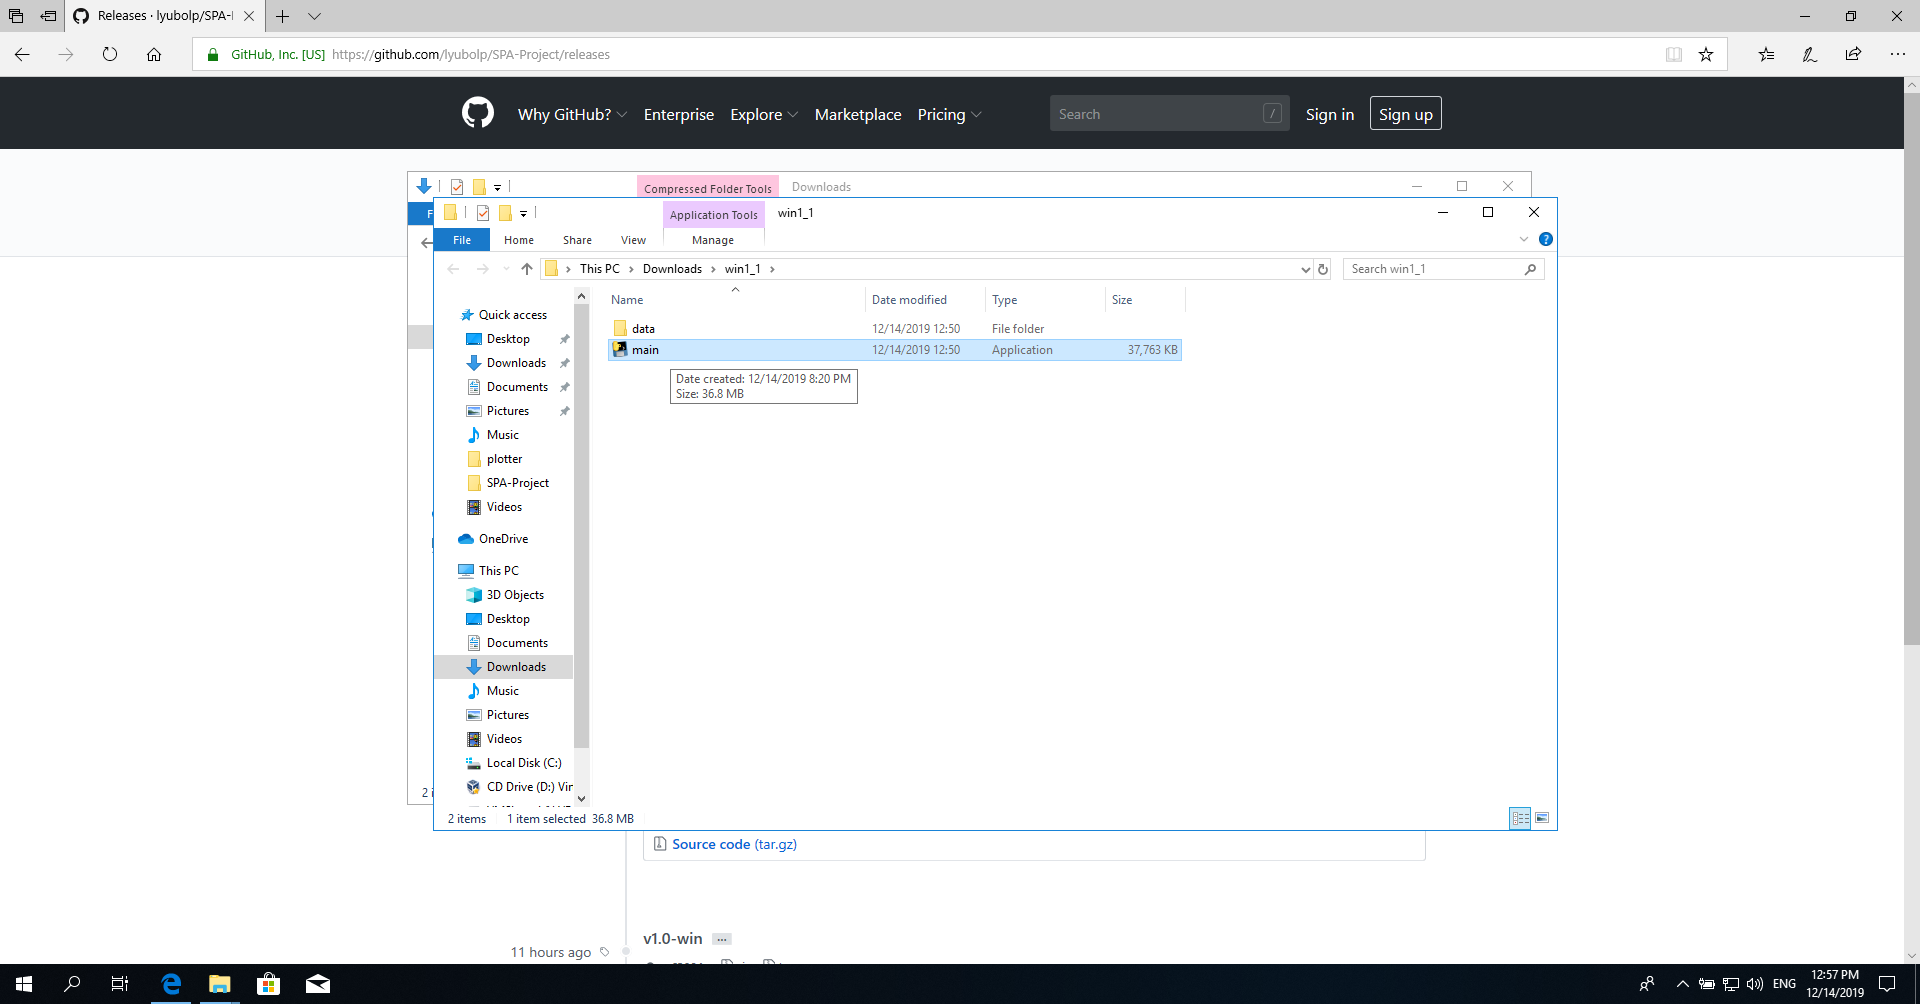 Releases · lyubolp/SPA-
GitHub, Inc. [US] https://github.com/lyubolp/SPA-Project/releases
Why GitHub? Enterprise Explore Marketplace Pricing Search / Sign in Sign up
Compressed Folder Tools Downloads
Application Tools win1_1
File Home Share View Manage
This PC Downloads win1_1 Search win1_1
Name Date modified Type Size
Quick access
Desktop
Downloads
Documents
Pictures
Music
plotter
SPA-Project
Videos
OneDrive
This PC
3D Objects
Desktop
Documents
Downloads
Music
Pictures
Videos
Local Disk (C:)
CD Drive (D:) Vir
data 12/14/2019 12:50 File folder
main 12/14/2019 12:50 Application 37,763 KB
Date created: 12/14/2019 8:20 PM
Size: 36.8 MB
2 items 1 item selected 36.8 MB
Source code (tar.gz)
v1.0-win ...
11 hours ago
ENG
12:57 PM
12/14/2019